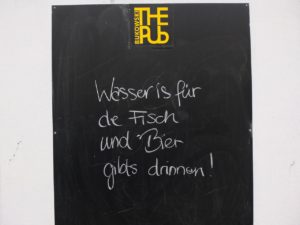 BUKOWSKI THE
PUB
Wasser is für
de Fisch
und Bier
gibts drinnen!